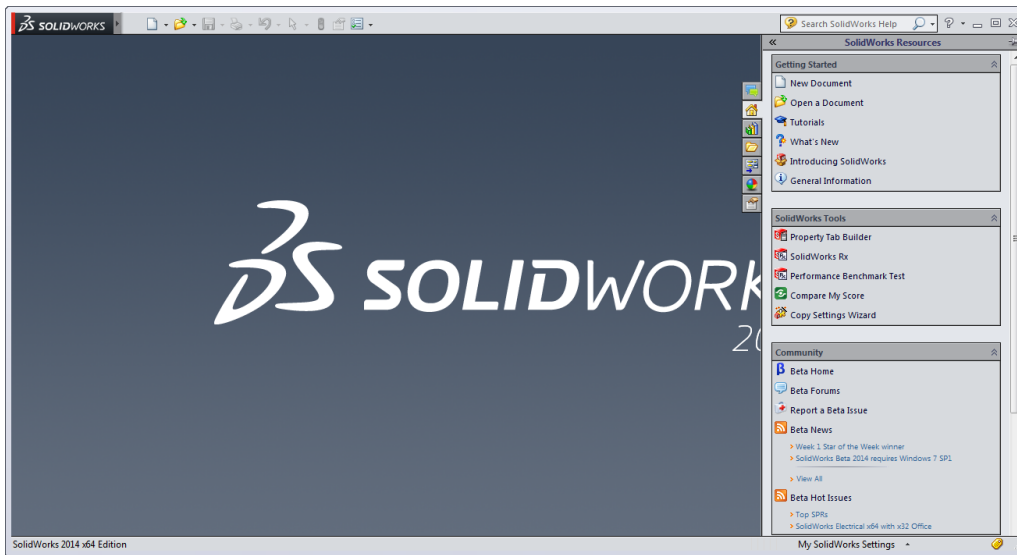 SOLIDWORKS
Search SolidWorks Help
SolidWorks Resources
Getting Started
New Document
Open a Document
Tutorials
What's New
Introducing SolidWorks
General Information
SolidWorks Tools
Property Tab Builder
SolidWorks Rx
Performance Benchmark Test
Compare My Score
Copy Settings Wizard
SOLIDWORK
20
Community
Beta Home
Beta Forums
Report a Beta Issue
Beta News
Week 1 Star of the Week winner
SolidWorks Beta 2014 requires Windows 7 SP1
View All
Beta Hot Issues
Top SPRs
SolidWorks Electrical x64 with x32 Office
SolidWorks 2014 x64 Edition
My SolidWorks Settings